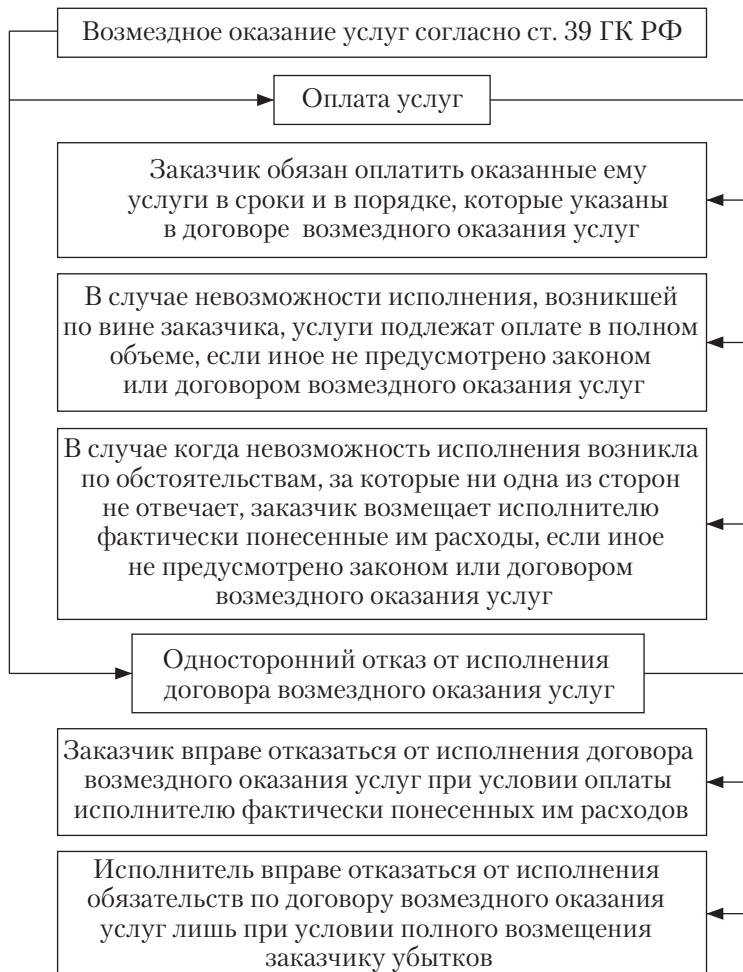 Возмездное оказание услуг согласно ст. 39 ГК РФ
Оплата услуг
Заказчик обязан оплатить оказанные ему
услуги в сроки и в порядке, которые указаны
в договоре возмездного оказания услуг
В случае невозможности исполнения, возникшей
по вине заказчика, услуги подлежат оплате в полном
объеме, если иное не предусмотрено законом
или договором возмездного оказания услуг
В случае когда невозможность исполнения возникла
по обстоятельствам, за которые ни одна из сторон
не отвечает, заказчик возмещает исполнителю
фактически понесенные им расходы, если иное
не предусмотрено законом или договором
возмездного оказания услуг
Односторонний отказ от исполнения
договора возмездного оказания услуг
Заказчик вправе отказаться от исполнения договора
возмездного оказания услуг при условии оплаты
исполнителю фактически понесенных им расходов
Исполнитель вправе отказаться от исполнения
обязательств по договору возмездного оказания
услуг лишь при условии полного возмещения
заказчику убытков